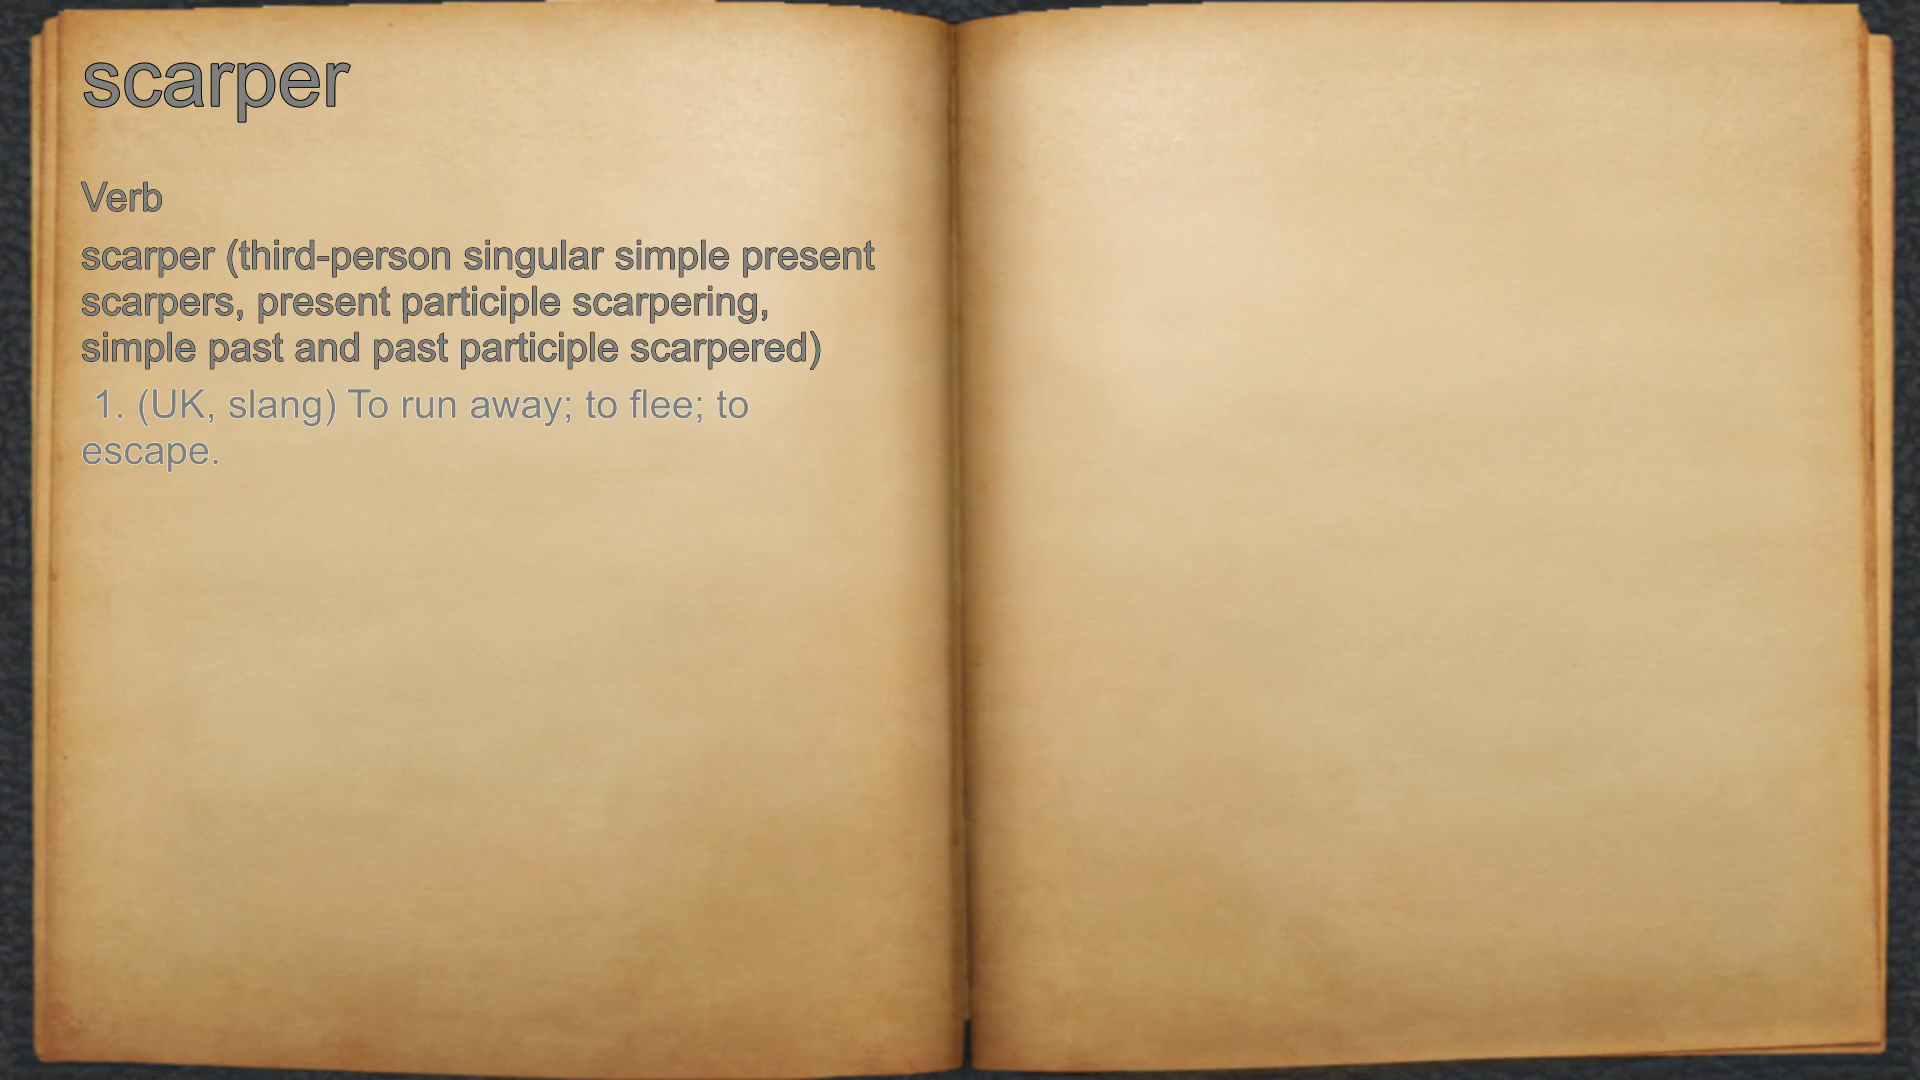 scarper
Verb
scarper (third-person singular simple present
scarpers, present participle scarpering,
simple past and past participle scarpered)
1. (UK, slang) To run away; to flee; to
escape.